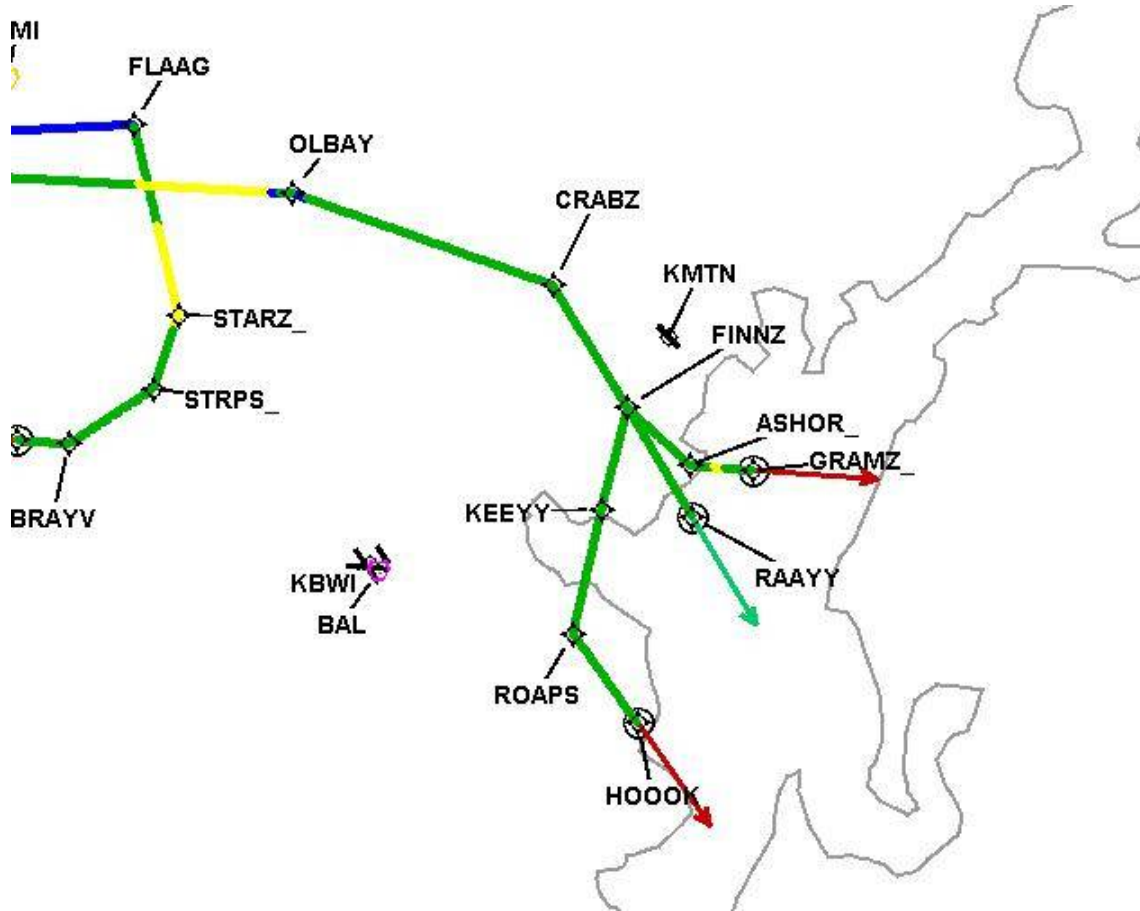 MI
FLAAG
OLBAY
CRABZ
KMTN
STARZ_
FINNZ
STRPS_
ASHOR_
GRAMZ_
KEEYY
BRAYV
RAAYY
KBWI
BAL
ROAPS
HOOOK